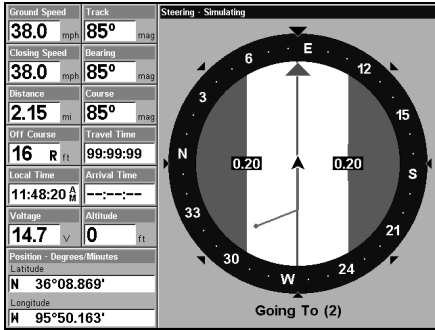 Ground Speed
Track
Steering - Simulating
38.0 mph
85° mag
Closing Speed
Bearing
38.0 mph
85° mag
Distance
Course
2.15 mi
85° mag
Off Course
Travel Time
16 R ft
99:99:99
Local Time
Arrival Time
11:48:20 AM
--:--:--
Voltage
Altitude
14.7 V
0 ft
Position - Degrees/Minutes
Latitude
N 36°08.869'
Longitude
W 95°50.163'
E
12
15
S
21
24
W
30
33
N
3
6
0.20
0.20
Going To (2)